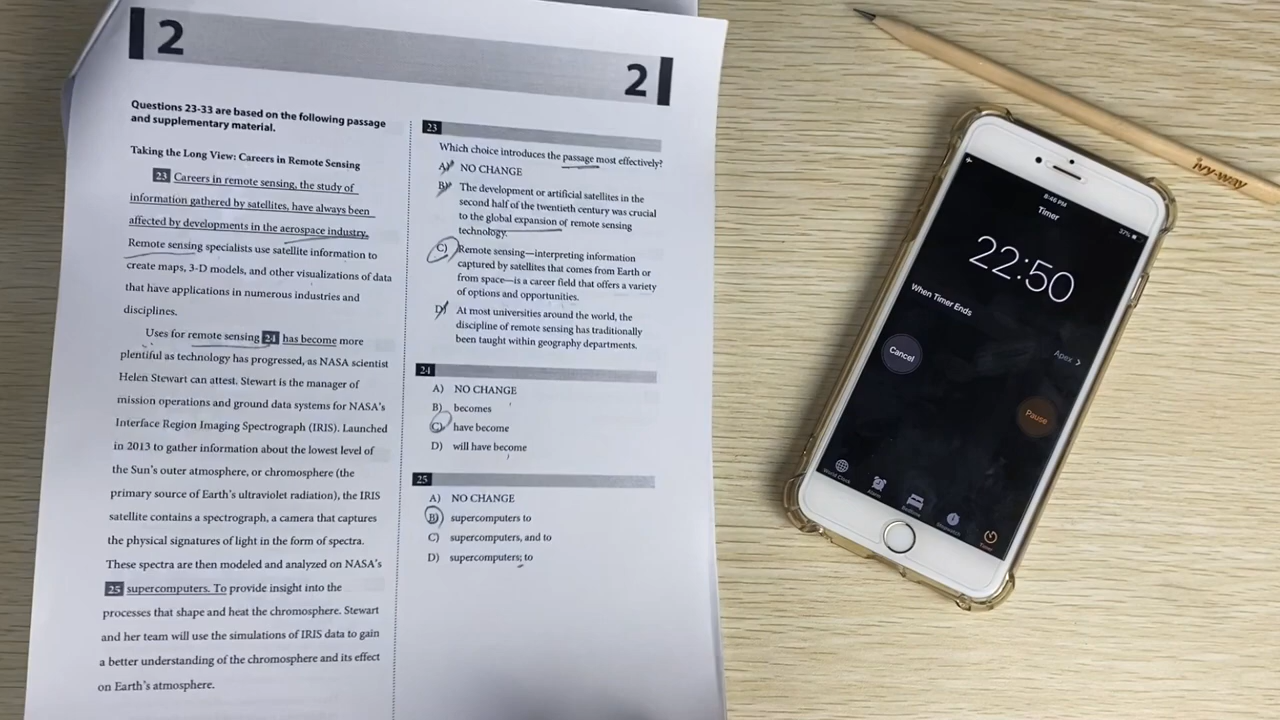 2
2
Questions 23-33 are based on the following passage
and supplementary material.
Taking the Long View: Careers in Remote Sensing
23 Careers in remote sensing, the study of
information gathered by satellites, have always been
affected by developments in the aerospace industry.
Remote sensing specialists use satellite information to
create maps, 3-D models, and other visualizations of data
that have applications in numerous industries and
disciplines.
Uses for remote sensing 24 has become more
plentiful as technology has progressed, as NASA scientist
Helen Stewart can attest. Stewart is the manager of
mission operations and ground data systems for NASA's
Interface Region Imaging Spectrograph (IRIS). Launched
in 2013 to gather information about the lowest level of
the Sun's outer atmosphere, or chromosphere (the
primary source of Earth's ultraviolet radiation), the IRIS
satellite contains a spectrograph, a camera that captures
the physical signatures of light in the form of spectra.
These spectra are then modeled and analyzed on NASA's
25 supercomputers. To provide insight into the
processes that shape and heat the chromosphere. Stewart
and her team will use the simulations of IRIS data to gain
a better understanding of the chromosphere and its effect
on Earth's atmosphere.
23
Which choice introduces the passage most effectively?
A) NO CHANGE
B) The development or artificial satellites in the
second half of the twentieth century was crucial
to the global expansion of remote sensing
technology.
C) Remote sensing—interpreting information
captured by satellites that comes from Earth or
from space—is a career field that offers a variety
of options and opportunities.
D) At most universities around the world, the
discipline of remote sensing has traditionally
been taught within geography departments.
24
A) NO CHANGE
B) becomes
C) have become
D) will have become
25
A) NO CHANGE
B) supercomputers to
C) supercomputers, and to
D) supercomputers; to
8:46 PM
37%
Timer
22:50
When Timer Ends
Apex >
Cancel
Pause
World Clock
Alarm
Bedtime
Stopwatch
Timer
ivy-way